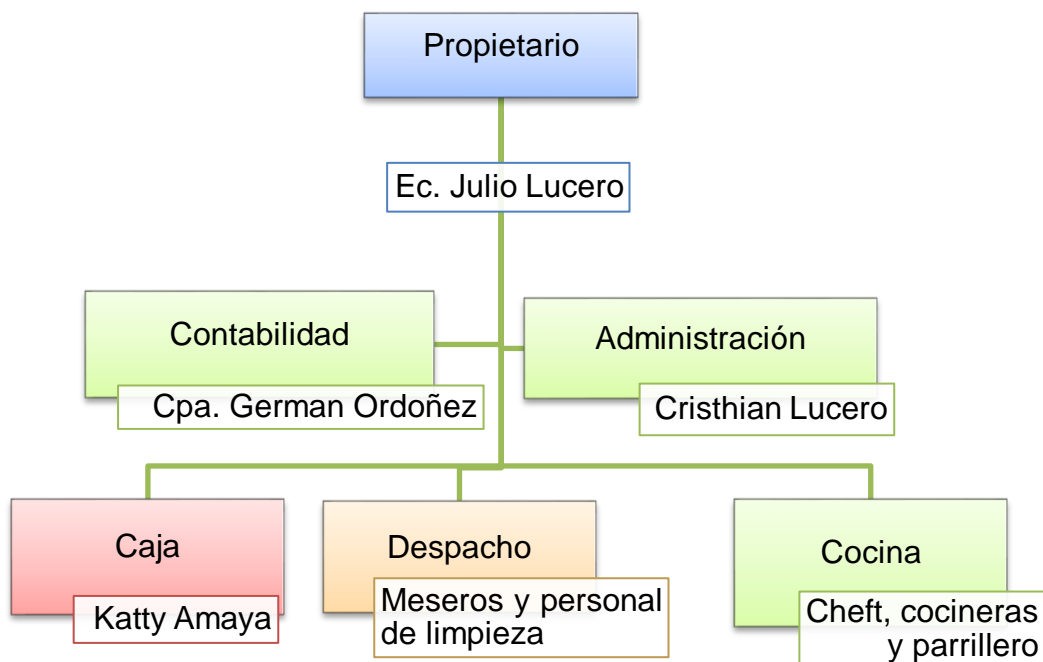 Propietario
Ec. Julio Lucero
Contabilidad
Cpa. German Ordoñez
Administración
Cristhian Lucero
Caja
Katty Amaya
Despacho
Meseros y personal
de limpieza
Cocina
Cheft, cocineras
y parrillero